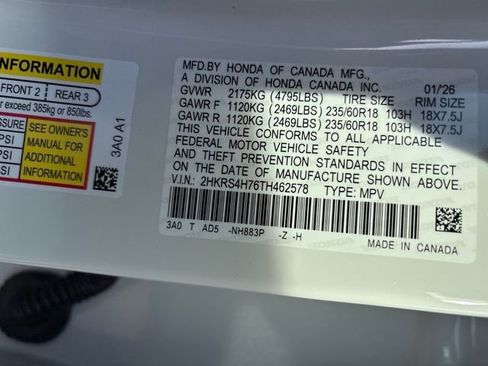 INFORMATION
FRONT 2 REAR 3
or exceed 385kg or 850lbs.
PSI
PSI
PSI
SEE OWNER'S
MANUAL FOR
ADDITIONAL
INFORMATION
3A0 A1
MFD.BY HONDA OF CANADA MFG.,
A DIVISION OF HONDA CANADA INC. 01/26
GVWR 2175KG (4795LBS) TIRE SIZE RIM SIZE
GAWR F 1120KG (2469LBS) 235/60R18 103H 18X7.5J
GAWR R 1120KG (2469LBS) 235/60R18 103H 18X7.5J
THIS VEHICLE CONFORMS TO ALL APPLICABLE
FEDERAL MOTOR VEHICLE SAFETY
AND THEFT PREVENTION STANDARDS IN EFFECT
ON THE DATE OF MANUFACTURE SHOWN ABOVE.
V.I.N: 2HKRS4H76TH462578 TYPE: MPV
3A0 T AD5 -NH883P -Z -H
MADE IN CANADA